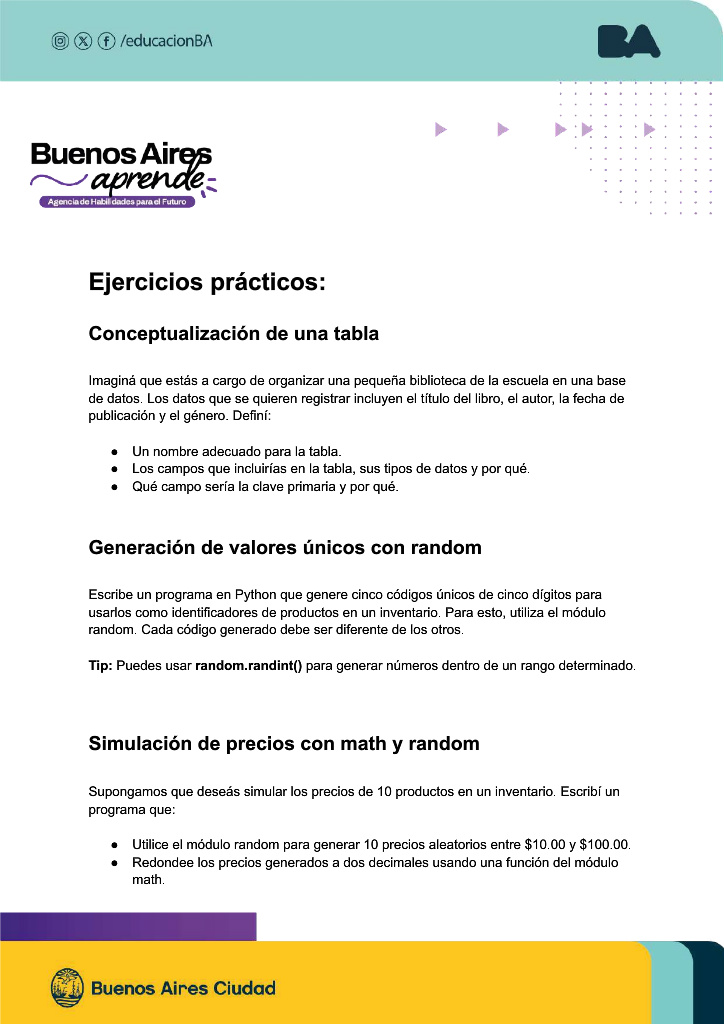 /educacionBA
BA
Buenos Aires
aprende
Agencia de Habilidades para el Futuro
Ejercicios prácticos:
Conceptualización de una tabla
Imaginá que estás a cargo de organizar una pequeña biblioteca de la escuela en una base
de datos. Los datos que se quieren registrar incluyen el título del libro, el autor, la fecha de
publicación y el género. Definí:
● Un nombre adecuado para la tabla.
● Los campos que incluirías en la tabla, sus tipos de datos y por qué.
● Qué campo sería la clave primaria y por qué.
Generación de valores únicos con random
Escribe un programa en Python que genere cinco códigos únicos de cinco dígitos para
usarlos como identificadores de productos en un inventario. Para esto, utiliza el módulo
random. Cada código generado debe ser diferente de los otros.
Tip: Puedes usar random.randint() para generar números dentro de un rango determinado.
Simulación de precios con math y random
Supongamos que deseás simular los precios de 10 productos en un inventario. Escribí un
programa que:
● Utilice el módulo random para generar 10 precios aleatorios entre $10.00 y $100.00.
● Redondee los precios generados a dos decimales usando una función del módulo
math.
Buenos Aires Ciudad